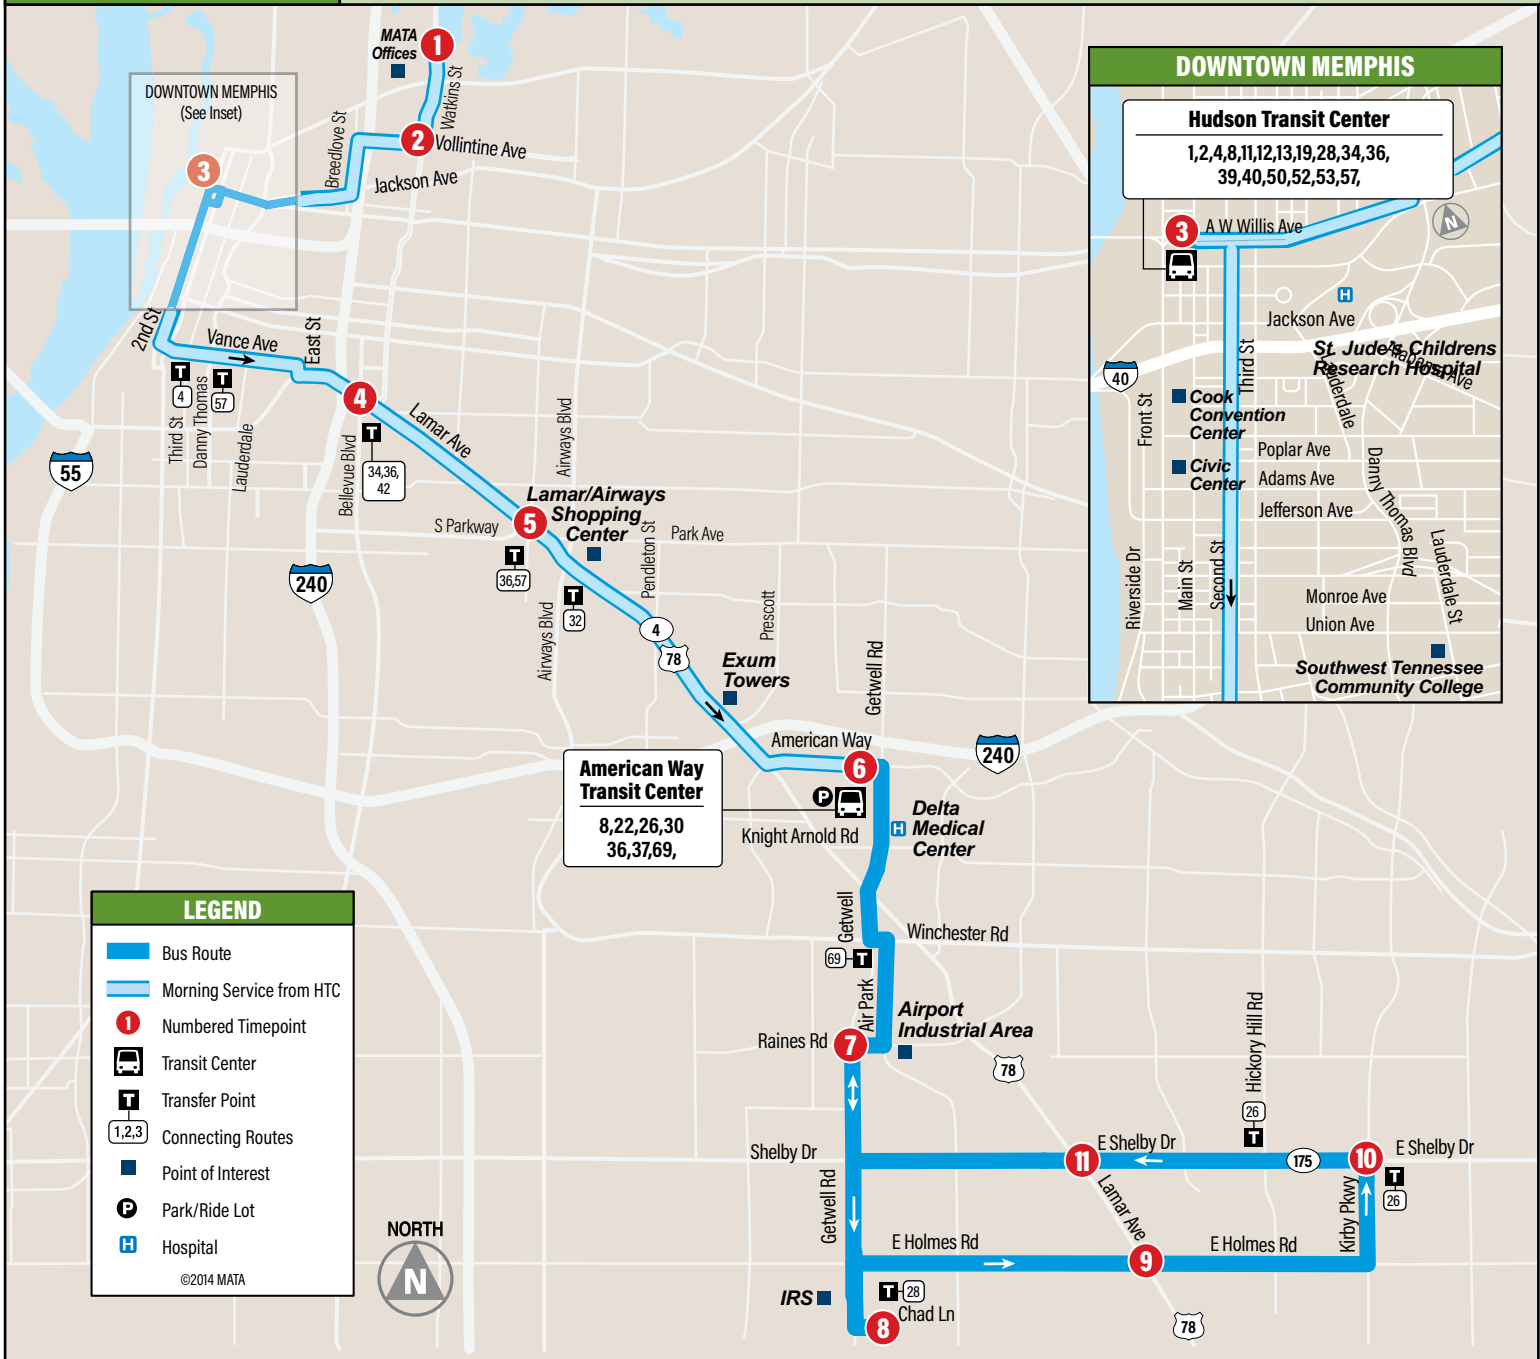 MATA
Offices
1
Watkins St
DOWNTOWN MEMPHIS
(See Inset)
Breedlove St
2
Vollintine Ave
3
Jackson Ave
2nd St
Vance Ave
East St
T
4
T
57
Third St
Danny Thomas
Lauderdale
4
Lamar Ave
T
34,36,
42
Bellevue Blvd
Airways Blvd
55
240
Lamar/Airways
Shopping
Center
S Parkway
5
Pendleton St
Park Ave
T
36,57
T
32
Airways Blvd
4
78
Prescott
Exum
Towers
Getwell Rd
American Way
6
240
American Way
Transit Center
8,22,26,30
36,37,69,
P
Knight Arnold Rd
H
Delta
Medical
Center
Getwell
Winchester Rd
69
T
Air Park
Airport
Industrial Area
Raines Rd
7
78
Hickory Hill Rd
26
T
Shelby Dr
11
E Shelby Dr
175
10
E Shelby Dr
T
26
Getwell Rd
Lamar Ave
Kirby Pkwy
E Holmes Rd
9
E Holmes Rd
IRS
T
28
Chad Ln
8
78
DOWNTOWN MEMPHIS
Hudson Transit Center
1,2,4,8,11,12,13,19,28,34,36,
39,40,50,52,53,57,
3
A W Willis Ave
N
H
Jackson Ave
St. Jude's Childrens
Research Hospital
Alabama Ave
Lauderdale
40
Third St
Front St
Cook
Convention
Center
Poplar Ave
Civic
Center
Adams Ave
Jefferson Ave
Danny Thomas Blvd
Lauderdale St
Riverside Dr
Main St
Second St
Monroe Ave
Union Ave
Southwest Tennessee
Community College
LEGEND
Bus Route
Morning Service from HTC
1
Numbered Timepoint
Transit Center
T
Transfer Point
1,2,3
Connecting Routes
Point of Interest
P
Park/Ride Lot
H
Hospital
©2014 MATA
NORTH
N